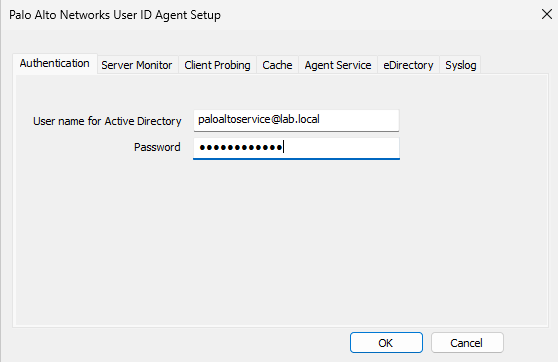 Palo Alto Networks User ID Agent Setup
Authentication Server Monitor Client Probing Cache Agent Service eDirectory Syslog
User name for Active Directory paloaltoservice@lab.local
Password ●●●●●●●●●●●●
OK Cancel